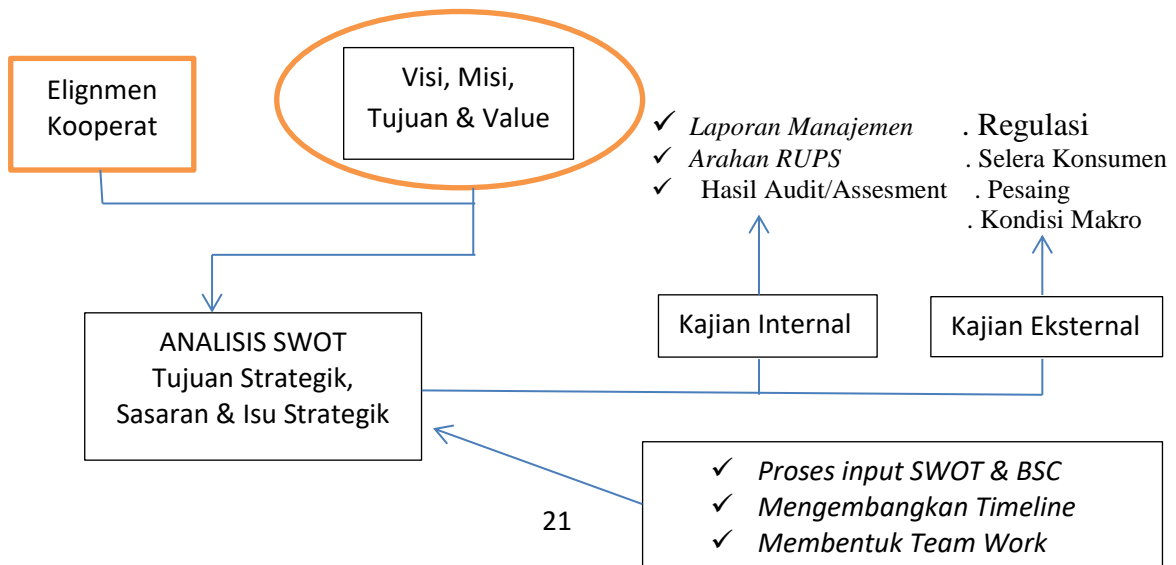 Elignmen
Kooperat
Visi, Misi,
Tujuan & Value
✓ Laporan Manajemen
✓ Arahan RUPS
✓ Hasil Audit/Assesment
. Regulasi
. Selera Konsumen
. Pesaing
. Kondisi Makro
Kajian Internal
Kajian Eksternal
ANALISIS SWOT
Tujuan Strategik,
Sasaran & Isu Strategik
✓ Proses input SWOT & BSC
✓ Mengembangkan Timeline
✓ Membentuk Team Work
21